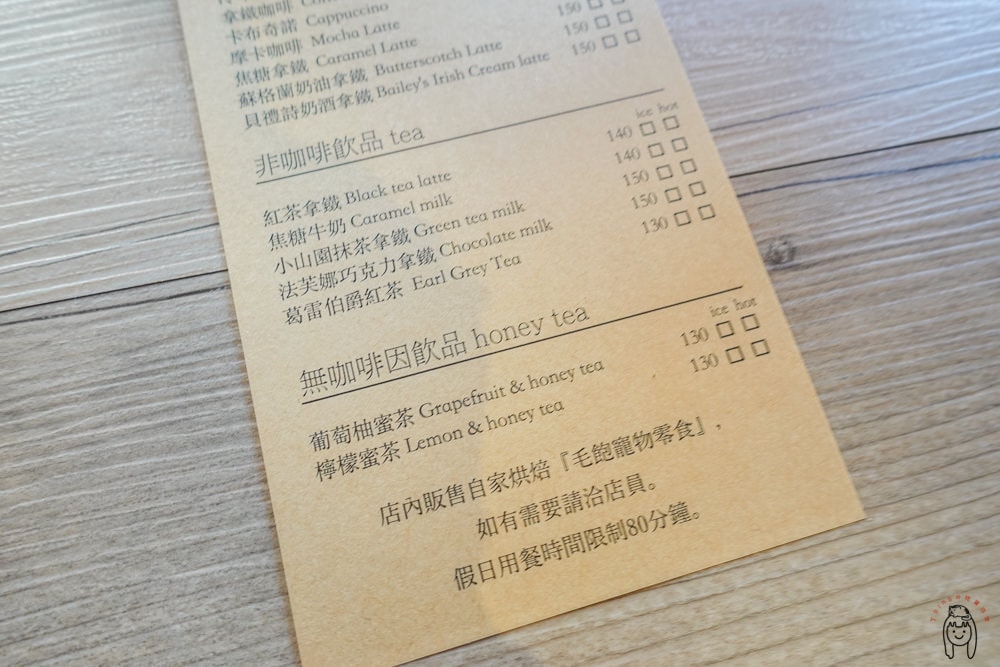 拿鐵咖啡
卡布奇諾 Cappuccino
摩卡咖啡 Mocha Latte 150 □ □
焦糖拿鐵 Caramel Latte 150 □ □
蘇格蘭奶油拿鐵 Butterscotch Latte 150 □ □
貝禮詩奶酒拿鐵 Bailey's Irish Cream latte
非咖啡飲品 tea
ice hot
紅茶拿鐵 Black tea latte 140 □ □
焦糖牛奶 Caramel milk 140 □ □
小山園抹茶拿鐵 Green tea milk 150 □ □
法芙娜巧克力拿鐵 Chocolate milk 150 □ □
葛雷伯爵紅茶 Earl Grey Tea 130 □ □
無咖啡因飲品 honey tea
ice hot
葡萄柚蜜茶 Grapefruit & honey tea 130 □ □
檸檬蜜茶 Lemon & honey tea 130 □ □
店內販售自家烘焙『毛飽寵物零食』,
如有需要請洽店員。
假日用餐時間限制80分鐘。